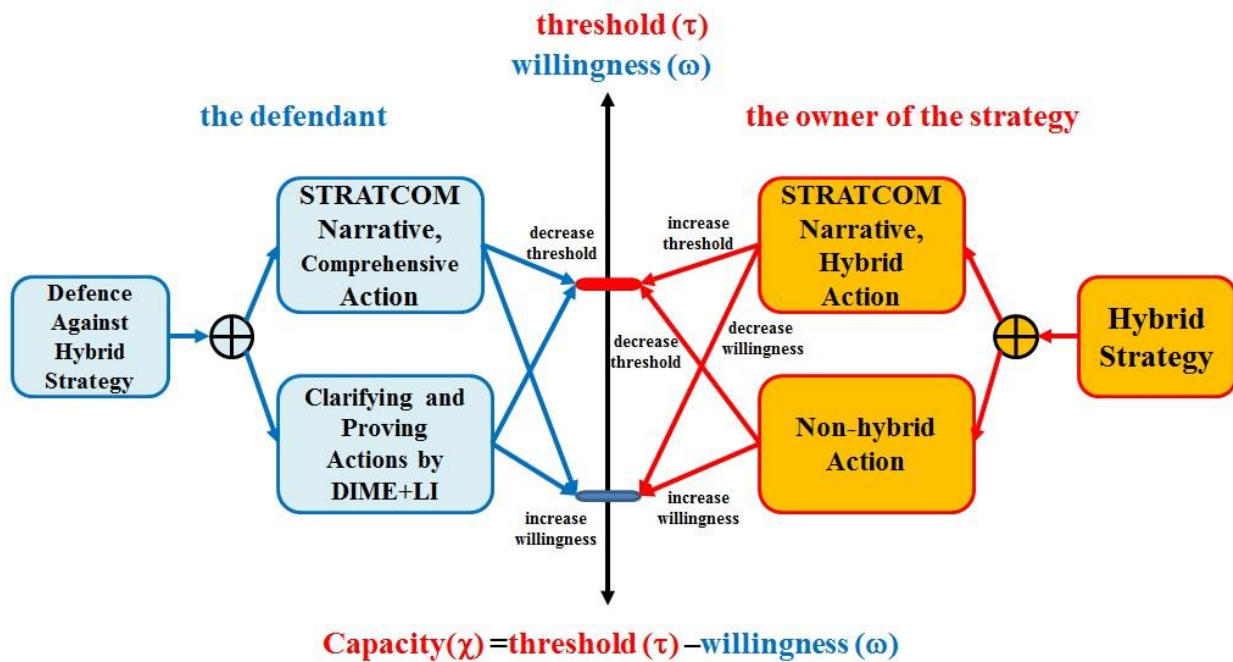 threshold (τ)
willingness (ω)
the defendant
the owner of the strategy
Defence
Against
Hybrid
Strategy
STRATCOM
Narrative,
Comprehensive
Action
Clarifying and
Proving
Actions by
DIME+LI
decrease
threshold
increase
willingness
increase
threshold
decrease
threshold
decrease
willingness
increase
willingness
STRATCOM
Narrative,
Hybrid
Action
Non-hybrid
Action
Hybrid
Strategy
Capacity(χ) =threshold (τ) –willingness (ω)